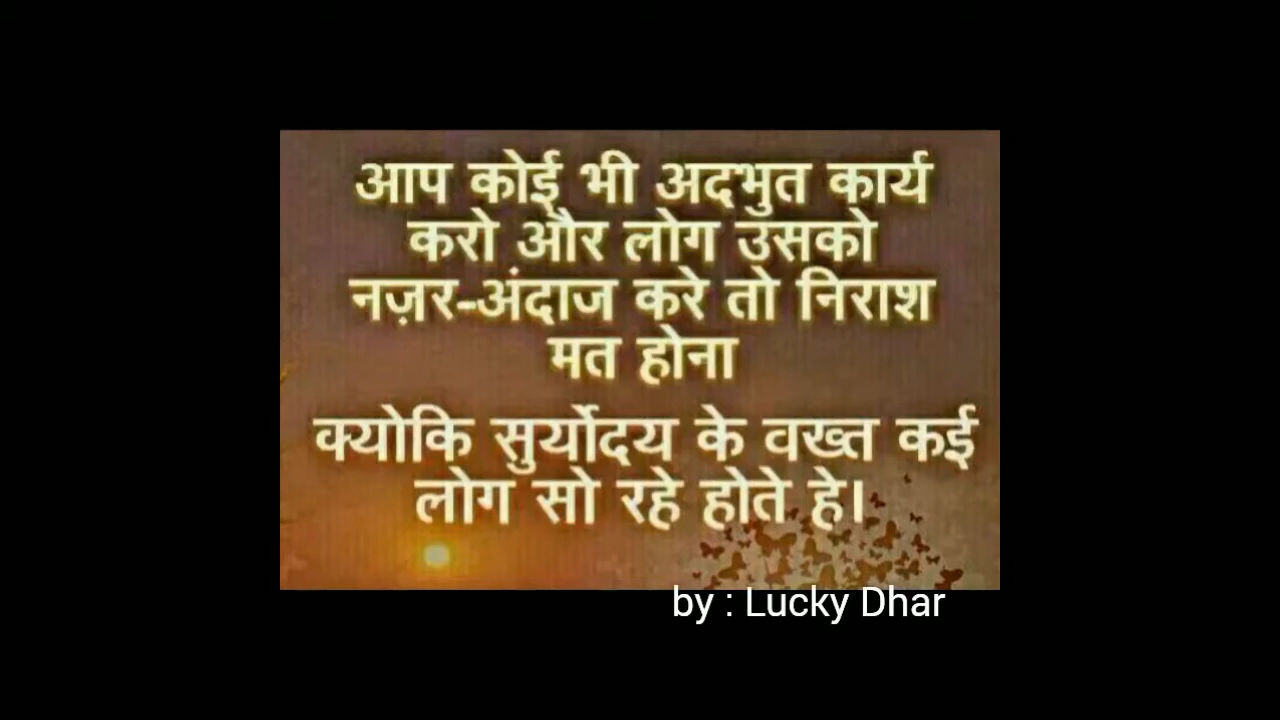 आप कोई भी अदभुत कार्य
करो और लोग उसको
नज़र-अंदाज करे तो निराश
मत होना
क्योकि सुर्योदय के वख्त कई
लोग सो रहे होते हे।
by : Lucky Dhar